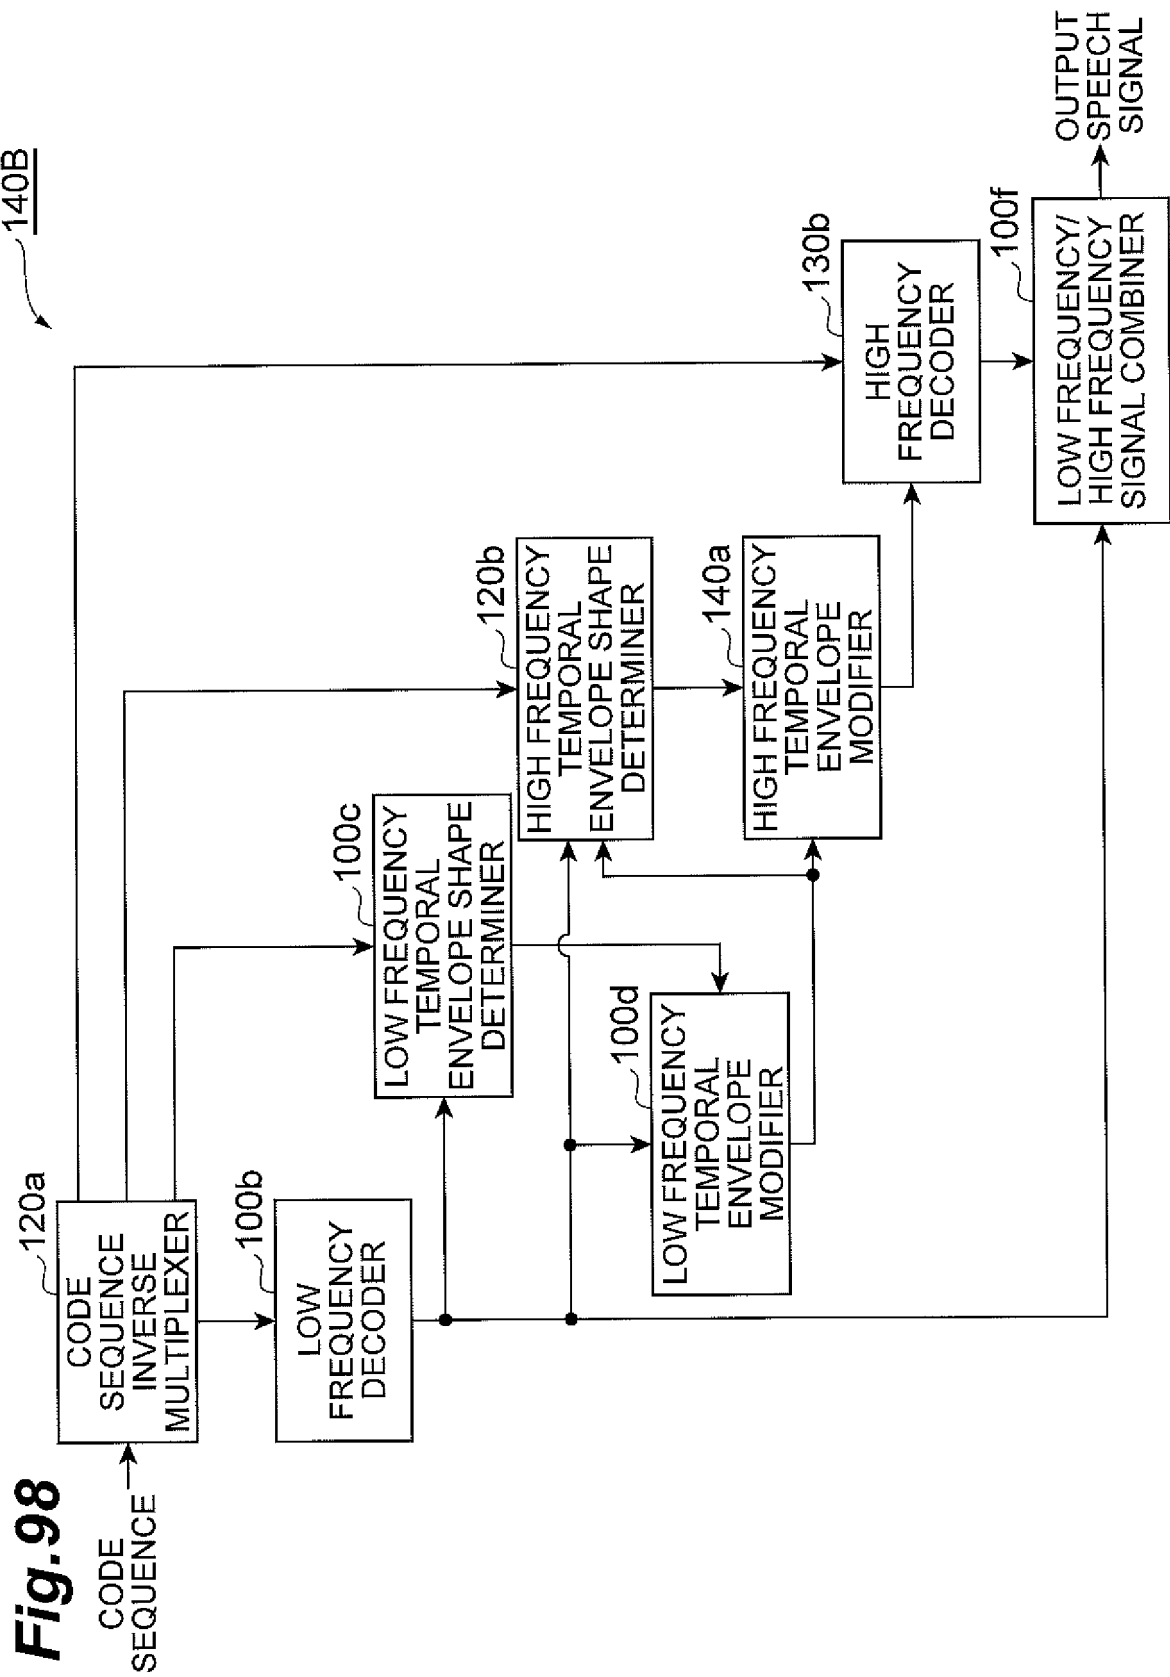 Fig.98
140B
CODE
SEQUENCE
120a
CODE
SEQUENCE
INVERSE
MULTIPLEXER
100b
LOW
FREQUENCY
DECODER
100c
LOW FREQUENCY
TEMPORAL
ENVELOPE SHAPE
DETERMINER
100d
LOW FREQUENCY
TEMPORAL
ENVELOPE
MODIFIER
120b
HIGH FREQUENCY
TEMPORAL
ENVELOPE SHAPE
DETERMINER
140a
HIGH FREQUENCY
TEMPORAL
ENVELOPE
MODIFIER
130b
HIGH
FREQUENCY
DECODER
100f
LOW FREQUENCY/
HIGH FREQUENCY
SIGNAL COMBINER
OUTPUT
SPEECH
SIGNAL